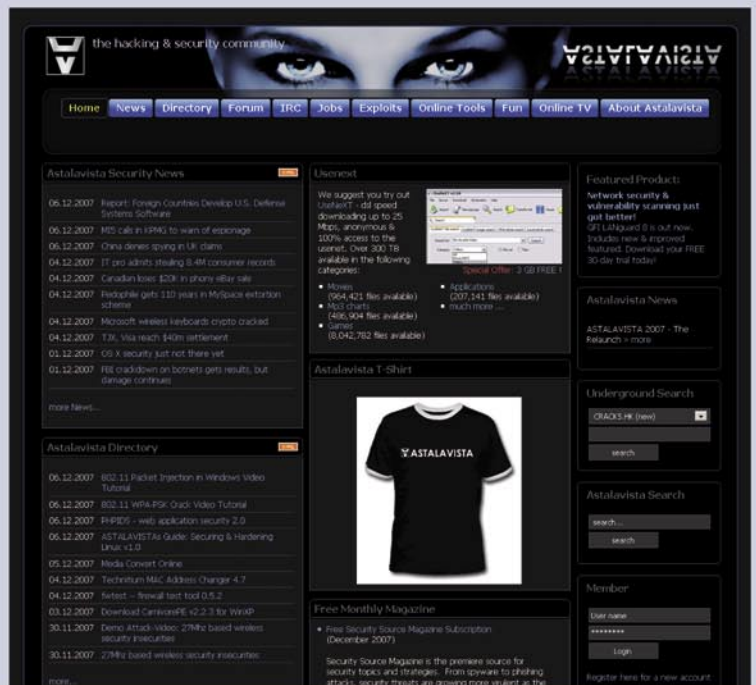 the hacking & security community
ASTALAVISTA
Home News Directory Forum IRC Jobs Exploits Online Tools Fun Online TV About Astalavista
Astalavista Security News
06.12.2007 Report: Foreign Countries Develop U.S. Defense
Systems Software
06.12.2007 MI5 calls in KPMG to warn of espionage
06.12.2007 China denies spying in UK claims
04.12.2007 IT pro admits stealing 8.4M consumer records
04.12.2007 Canadian loses $20K in phony eBay sale
04.12.2007 Pedophile gets 110 years in MySpace extortion
scheme
04.12.2007 Microsoft wireless keyboards crypto cracked
04.12.2007 TJX, Visa reach $40m settlement
01.12.2007 OS X security just not there yet
01.12.2007 FBI crackdown on botnets gets results, but
damage continues
more News...
Astalavista Directory
06.12.2007 802.11 Packet Injection in Windows Video
Tutorial
06.12.2007 802.11 WPA-PSK Crack Video Tutorial
06.12.2007 PHPIDS - web application security 2.0
06.12.2007 ASTALAVISTAs Guide: Securing & Hardening
Linux v1.0
05.12.2007 Media Convert Online
04.12.2007 Technitium MAC Address Changer 4.7
04.12.2007 fwtest -- firewall test tool 0.5.2
03.12.2007 Download CarnivorePE v2.2.3 for WinXP
30.11.2007 Demo Attack-Video: 27Mhz based wireless
security insecurities
30.11.2007 27Mhz based wireless security insecurities
more...
Usenext
We suggest you try out
UseNeXT - dsl speed
downloading up to 25
Mbps, anonymous &
100% access to the
usenet. Over 300 TB
available in the following
categories:
Special Offer: 3 GB FREE !
• Movies
(964,421 files available)
• Mp3 charts
(486,904 files available)
• Games
(8,042,782 files available)
• Applications
(207,141 files available)
• much more ...
Astalavista T-Shirt
ASTALAVISTA
Free Monthly Magazine
• Free Security Source Magazine Subscription
(December 2007)
Security Source Magazine is the premiere source for
security topics and strategies. From spyware to phishing
attacks, security threats are growing more virulent as the
Featured Product:
Network security &
vulnerability scanning just
got better!
GFI LANguard 8 is out now.
Includes new & improved
featured. Download your FREE
30-day trial today!
Astalavista News
ASTALAVISTA 2007 - The
Relaunch > more
Underground Search
CRACKS.HK (new)
search
Astalavista Search
search...
search
Member
User name
********
Login
Register here for a new account